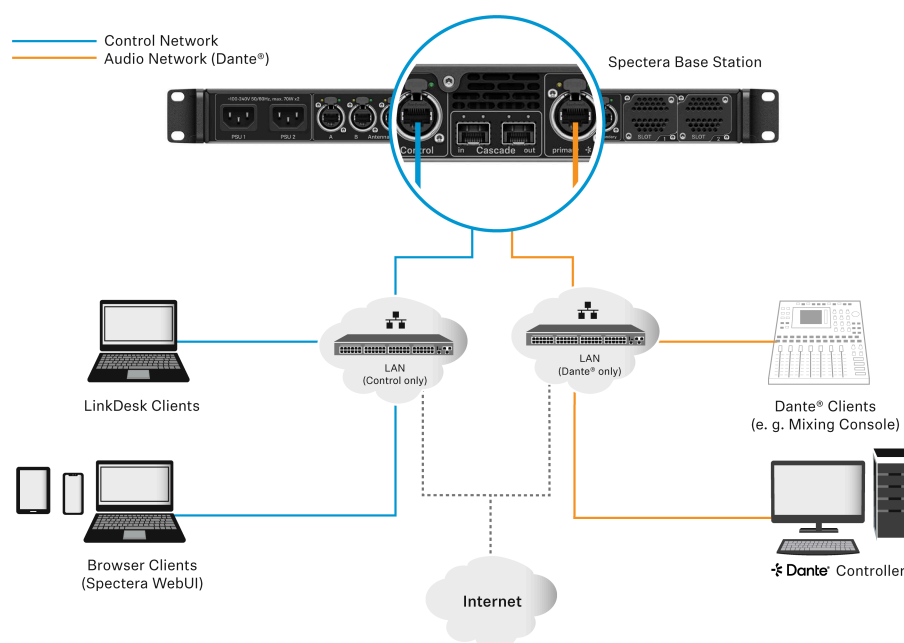 Control Network
Audio Network (Dante®)
Spectera Base Station
~100-240V 50/60Hz, max. 70W x2
PSU 1
PSU 2
A
B
Antenna
Control
in
Cascade
out
primary
SLOT 1
SLOT 2
LAN
(Control only)
LAN
(Dante® only)
LinkDesk Clients
Dante® Clients
(e. g. Mixing Console)
Browser Clients
(Spectera WebUI)
Dante® Controller
Internet